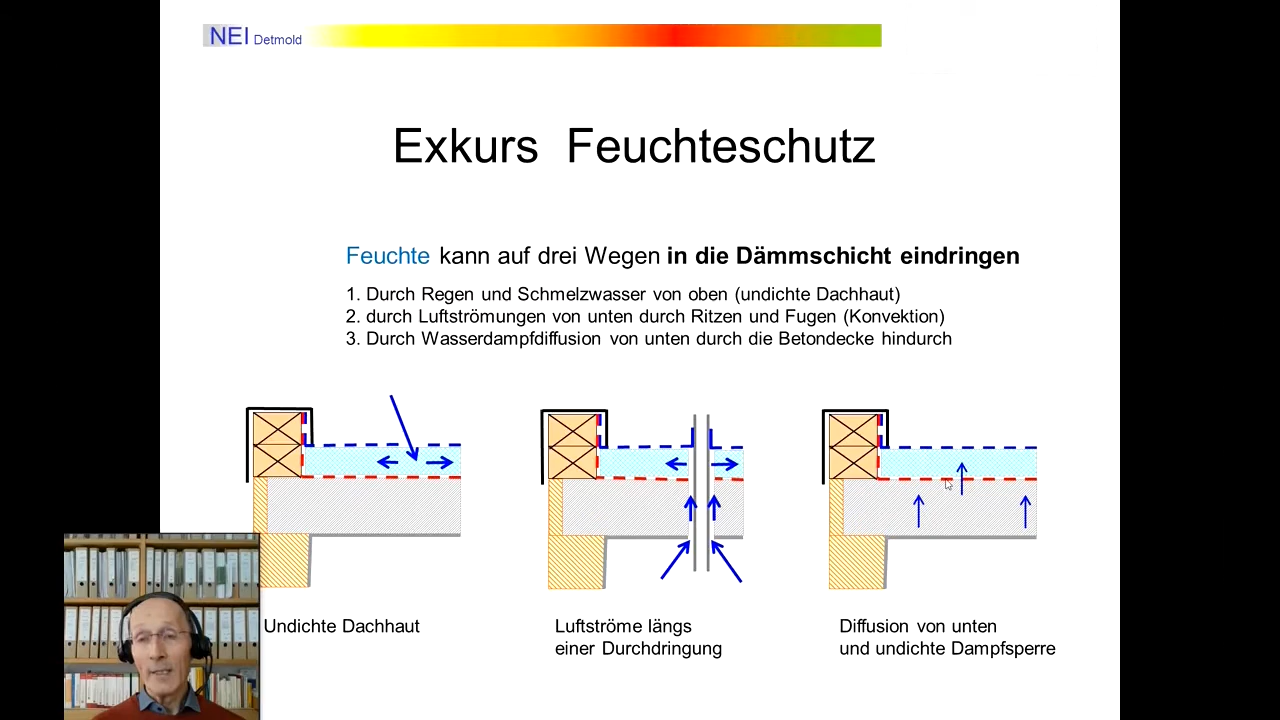 NEI Detmold
Exkurs Feuchteschutz
Feuchte kann auf drei Wegen in die Dämmschicht eindringen
1. Durch Regen und Schmelzwasser von oben (undichte Dachhaut)
2. durch Luftströmungen von unten durch Ritzen und Fugen (Konvektion)
3. Durch Wasserdampfdiffusion von unten durch die Betondecke hindurch
Undichte Dachhaut
Luftströme längs
einer Durchdringung
Diffusion von unten
und undichte Dampfsperre